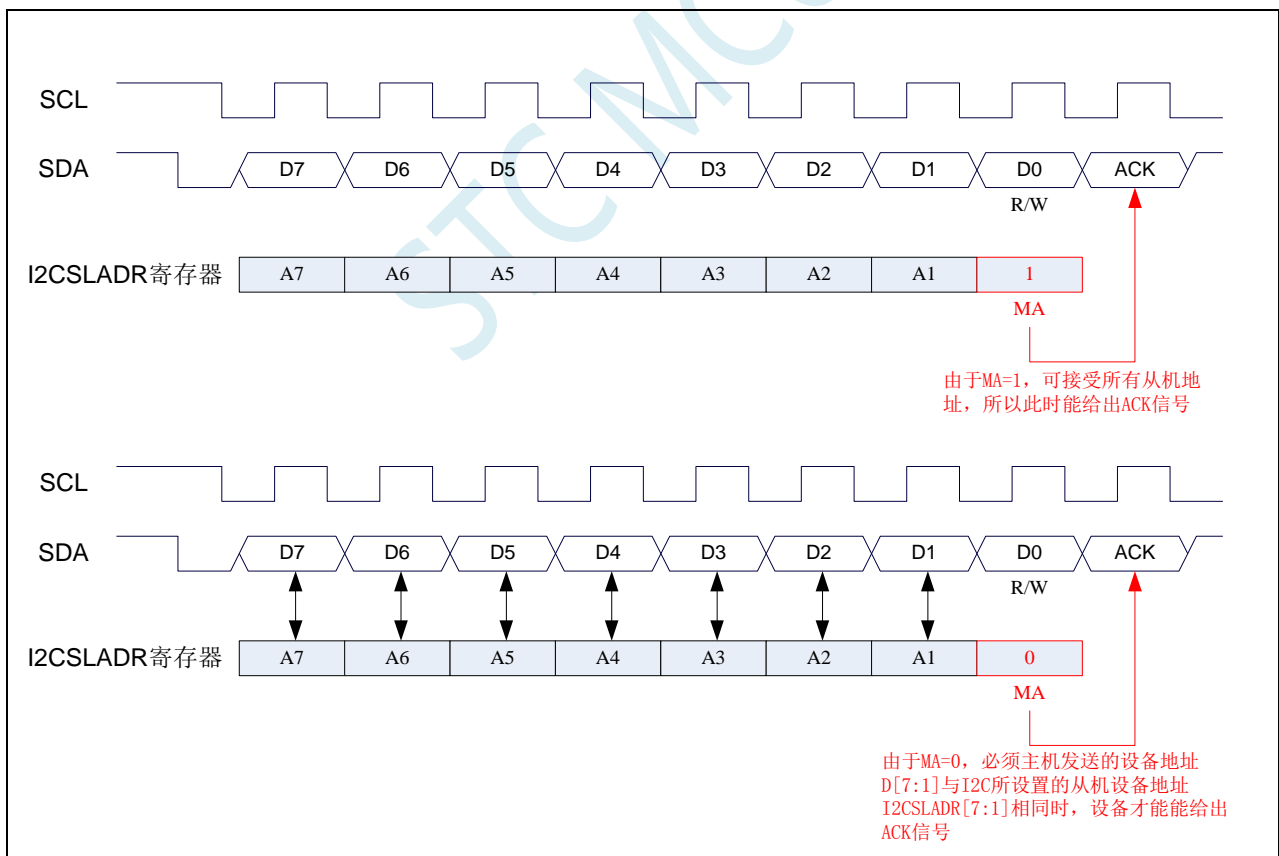 STC MC
SCL
SDA D7 D6 D5 D4 D3 D2 D1 D0 ACK
R/W
I2CSLADR寄存器 A7 A6 A5 A4 A3 A2 A1 1
MA
由于MA=1，可接受所有从机地
址，所以此时能给出ACK信号
SCL
SDA D7 D6 D5 D4 D3 D2 D1 D0 ACK
R/W
I2CSLADR寄存器 A7 A6 A5 A4 A3 A2 A1 0
MA
由于MA=0，必须主机发送的设备地址
D[7:1]与I2C所设置的从机设备地址
I2CSLADR[7:1]相同时，设备才能能给出
ACK信号